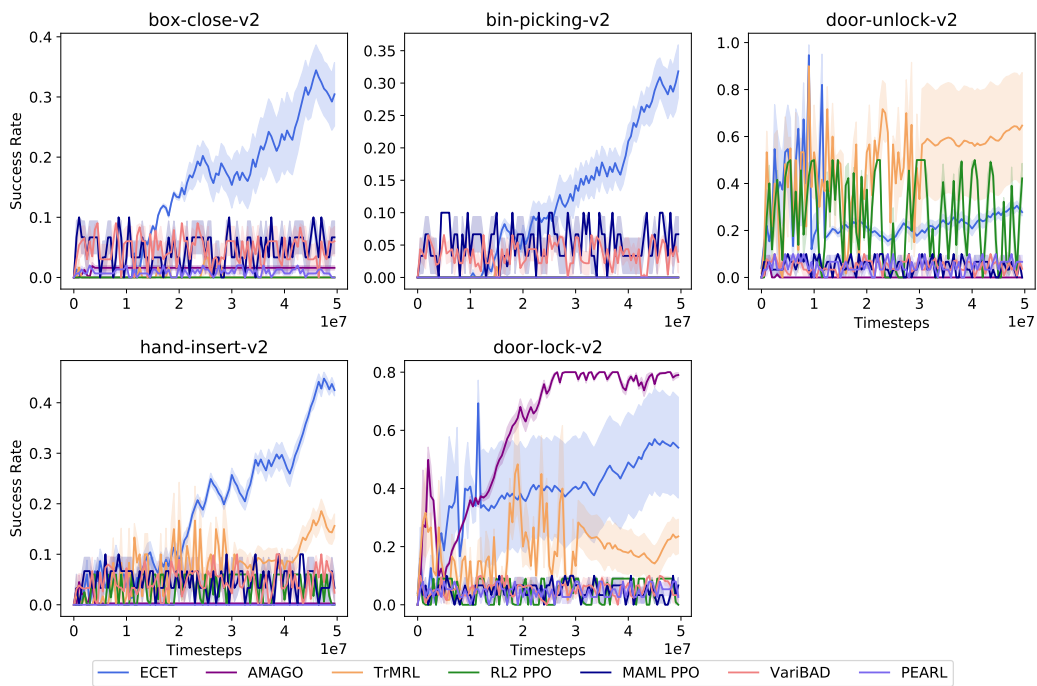 box-close-v2
bin-picking-v2
door-unlock-v2
Success Rate
0.4
0.3
0.2
0.1
0.0
0 1 2 3 4 5
1e7
0.35
0.30
0.25
0.20
0.15
0.10
0.05
0.00
0 1 2 3 4 5
1e7
1.0
0.8
0.6
0.4
0.2
0.0
0 1 2 3 4 5
Timesteps
1e7
hand-insert-v2
door-lock-v2
Success Rate
0.4
0.3
0.2
0.1
0.0
0 1 2 3 4 5
Timesteps
1e7
0.8
0.6
0.4
0.2
0.0
0 1 2 3 4 5
Timesteps
1e7
ECET AMAGO TrMRL RL2 PPO MAML PPO VariBAD PEARL